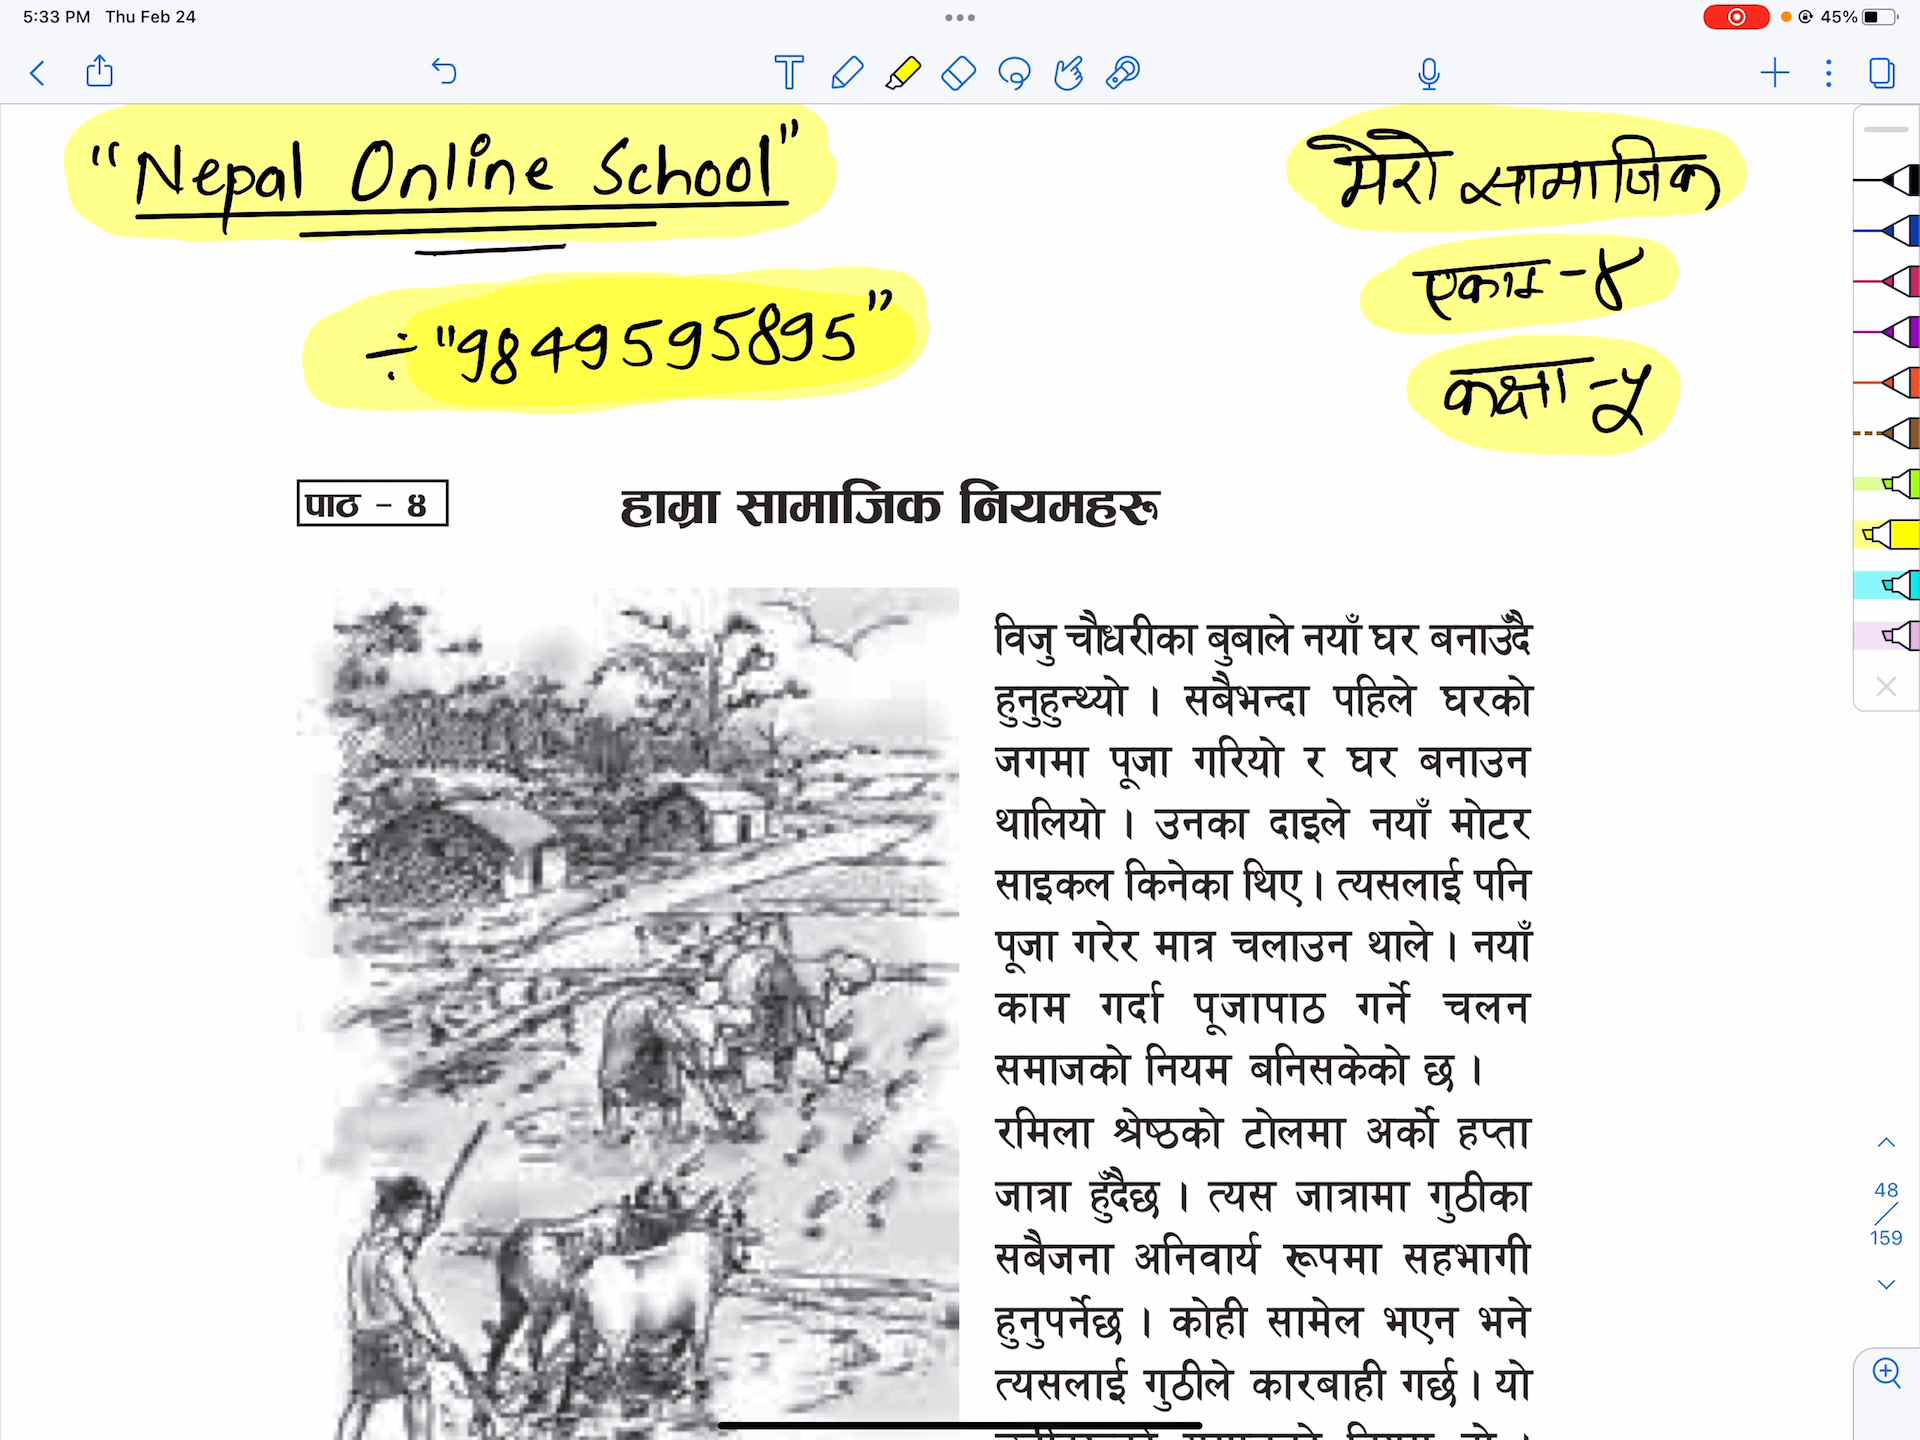 5:33 PM Thu Feb 24
45%
"Nepal Online School"
÷ "9849595895"
मेरो सामाजिक
एकाइ - ४
कक्षा - ५
पाठ - ४
हाम्रा सामाजिक नियमहरू
विजु चौधरीका बुबाले नयाँ घर बनाउँदै
हुनुहुन्थ्यो । सबैभन्दा पहिले घरको
जगमा पूजा गरियो र घर बनाउन
थालियो । उनका दाइले नयाँ मोटर
साइकल किनेका थिए । त्यसलाई पनि
पूजा गरेर मात्र चलाउन थाले । नयाँ
काम गर्दा पूजापाठ गर्ने चलन
समाजको नियम बनिसकेको छ ।
रमिला श्रेष्ठको टोलमा अर्को हप्ता
जात्रा हुँदैछ । त्यस जात्रामा गुठीका
सबैजना अनिवार्य रूपमा सहभागी
हुनुपर्नेछ । कोही सामेल भएन भने
त्यसलाई गुठीले कारबाही गर्छ । यो
48
/
159